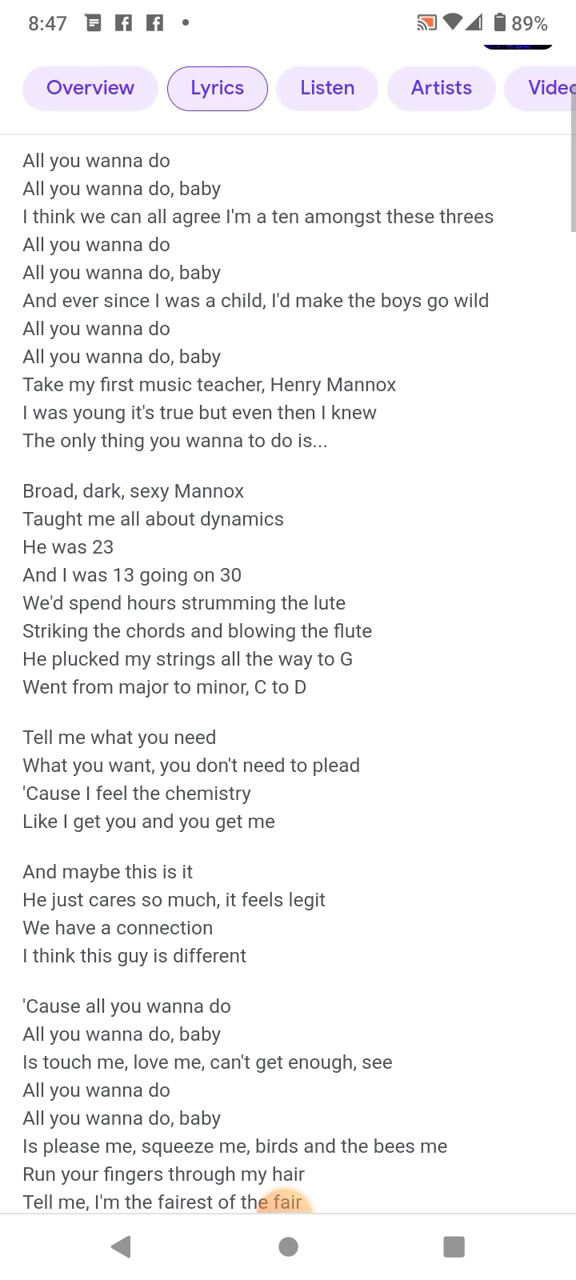 8:47
89%
Overview
Lyrics
Listen
Artists
All you wanna do
All you wanna do, baby
I think we can all agree I'm a ten amongst these threes
All you wanna do
All you wanna do, baby
And ever since I was a child, I'd make the boys go wild
All you wanna do
All you wanna do, baby
Take my first music teacher, Henry Mannox
I was young it's true but even then I knew
The only thing you wanna to do is...
Broad, dark, sexy Mannox
Taught me all about dynamics
He was 23
And I was 13 going on 30
We'd spend hours strumming the lute
Striking the chords and blowing the flute
He plucked my strings all the way to G
Went from major to minor, C to D
Tell me what you need
What you want, you don't need to plead
'Cause I feel the chemistry
Like I get you and you get me
And maybe this is it
He just cares so much, it feels legit
We have a connection
I think this guy is different
'Cause all you wanna do
All you wanna do, baby
Is touch me, love me, can't get enough, see
All you wanna do
All you wanna do, baby
Is please me, squeeze me, birds and the bees me
Run your fingers through my hair
Tell me, I'm the fairest of the fair